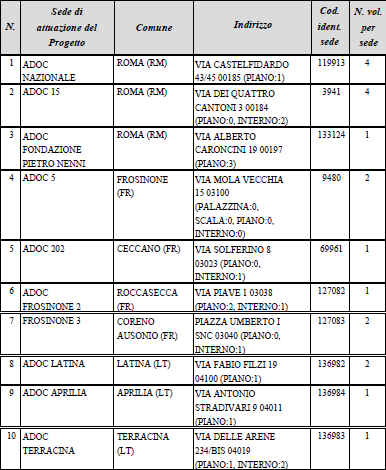 N. Sede di attuazione del Progetto Comune Indirizzo Cod. ident. sede N. vol. per sede
1 ADOC NAZIONALE ROMA (RM) VIA CASTELFIDARDO 43/45 00185 (PIANO:1) 119913 4
2 ADOC 15 ROMA (RM) VIA DEI QUATTRO CANTONI 3 00184 (PIANO:0, INTERNO:2) 3941 4
3 ADOC FONDAZIONE PIETRO NENNI ROMA (RM) VIA ALBERTO CARONCINI 19 00197 (PIANO:3) 133124 1
4 ADOC 5 FROSINONE (FR) VIA MOLA VECCHIA 15 03100 (PALAZZINA:0, SCALA:0, PIANO:0, INTERNO:0) 9480 2
5 ADOC 202 CECCANO (FR) VIA SOLFERINO 8 03023 (PIANO:0, INTERNO:1) 69961 1
6 ADOC FROSINONE 2 ROCCASECCA (FR) VIA PIAVE 1 03038 (PIANO:2, INTERNO:1) 127082 1
7 FROSINONE 3 CORENO AUSONIO (FR) PIAZZA UMBERTO I SNC 03040 (PIANO:0, INTERNO:1) 127083 2
8 ADOC LATINA LATINA (LT) VIA FABIO FILZI 19 04100 (PIANO:1) 136982 2
9 ADOC APRILIA APRILIA (LT) VIA ANTONIO STRADIVARI 9 04011 (PIANO:1) 136984 1
10 ADOC TERRACINA TERRACINA (LT) VIA DELLE ARENE 234/BIS 04019 (PIANO:1, INTERNO:2) 136983 1